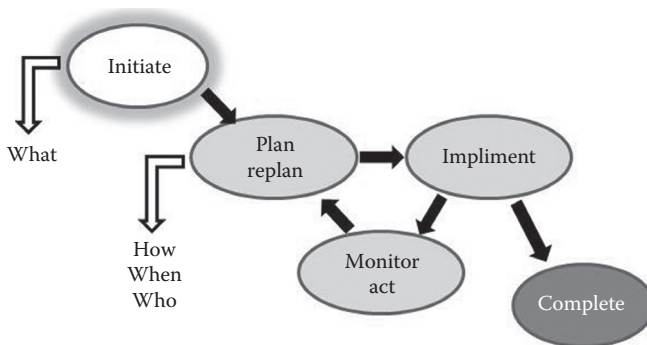 Initiate
What
Plan
replan
Impliment
How
When
Who
Monitor
act
Complete